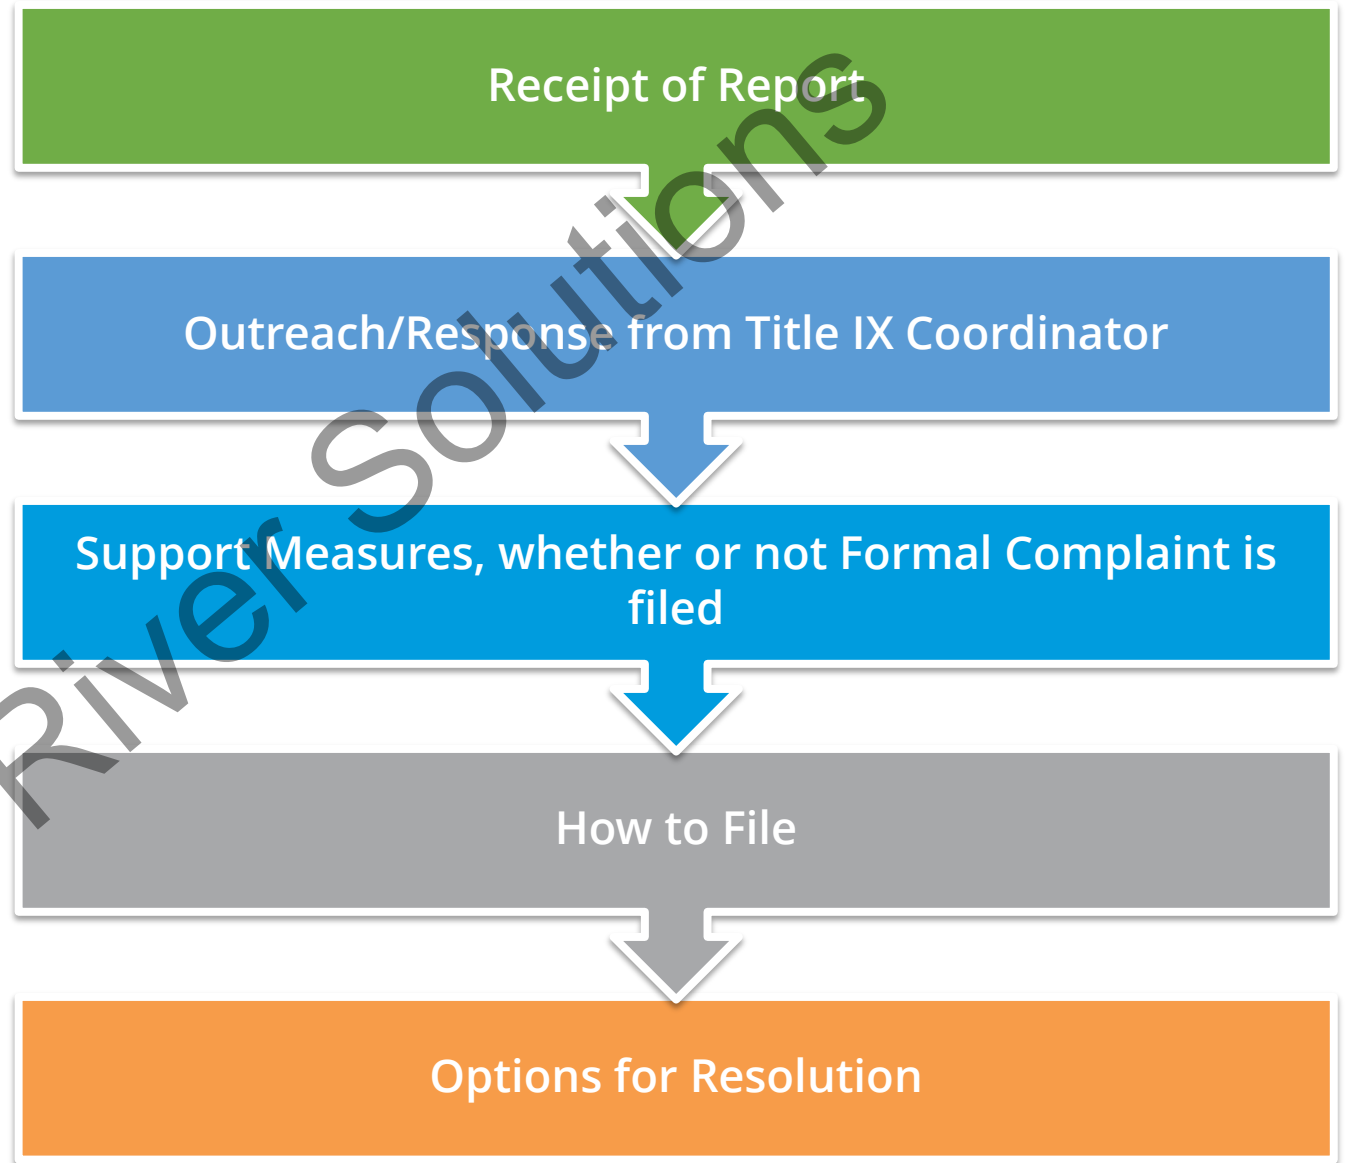 Receipt of Report
Outreach/Response from Title IX Coordinator
Support Measures, whether or not Formal Complaint is
filed
How to File
Options for Resolution
River Solutions